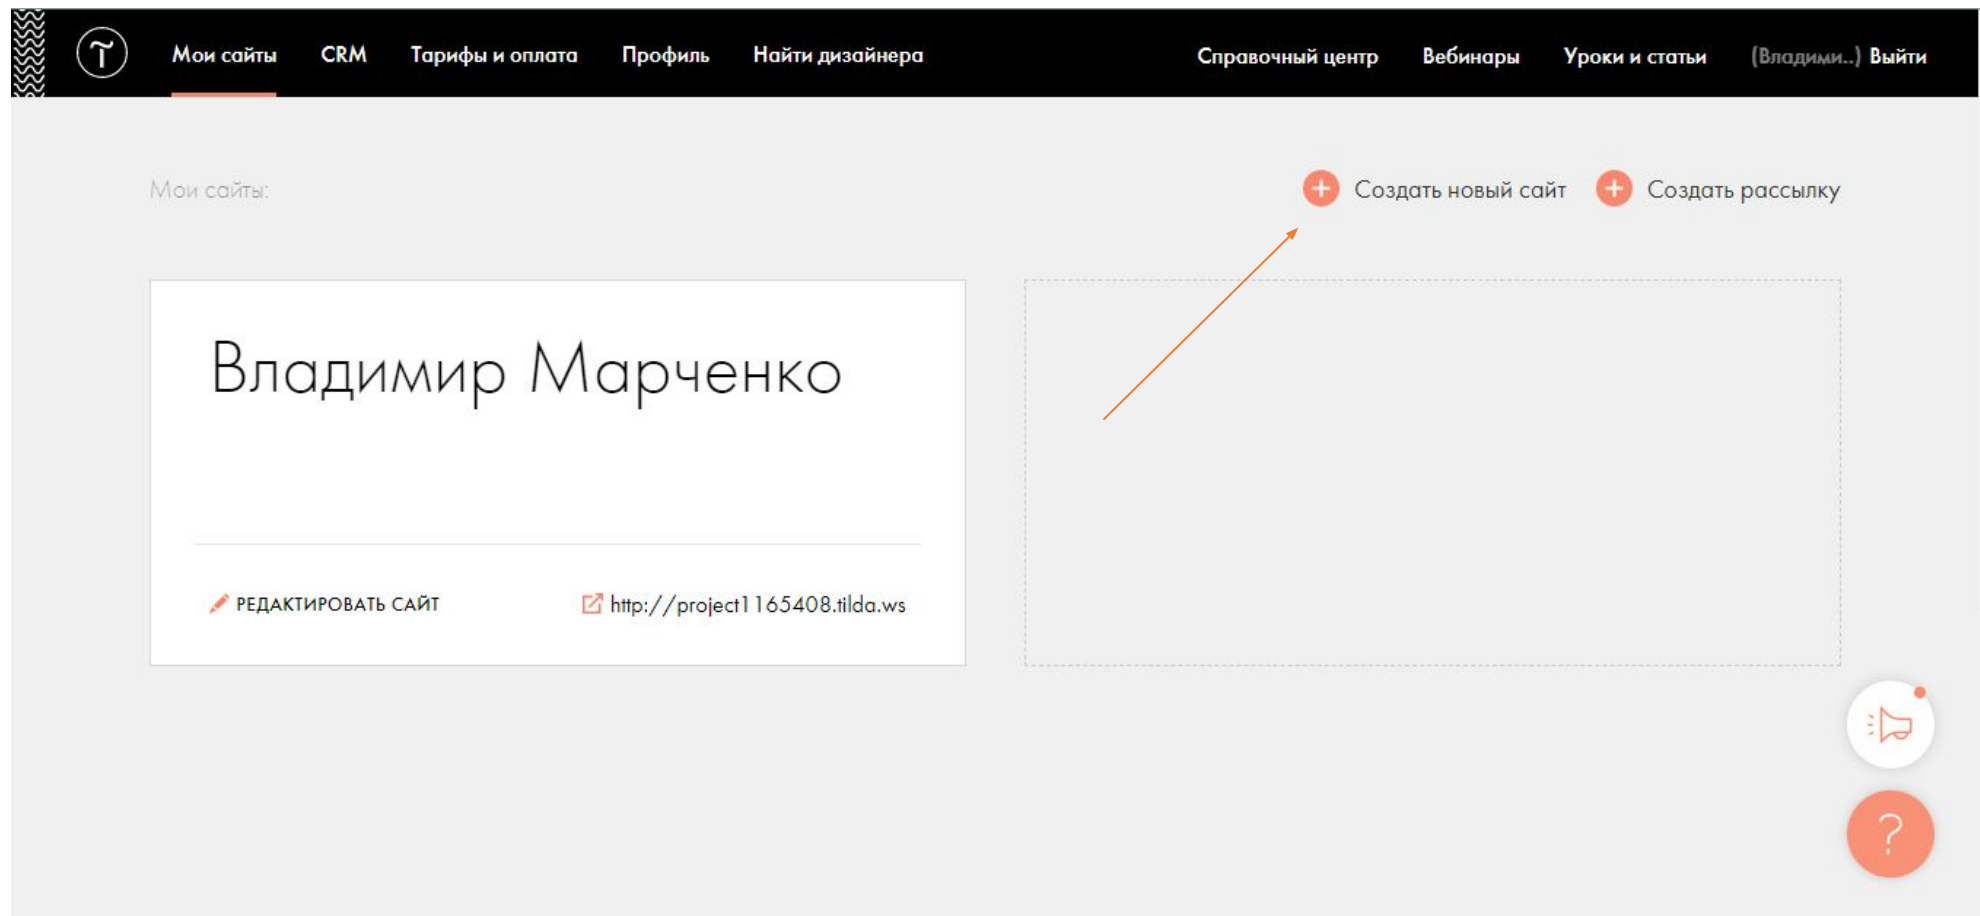 Мои сайты CRM Тарифы и оплата Профиль Найти дизайнера Справочный центр Вебинары Уроки и статьи (Владими..) Выйти
Мои сайты: Создать новый сайт Создать рассылку
Владимир Марченко
РЕДАКТИРОВАТЬ САЙТ http://project1165408.tilda.ws
?